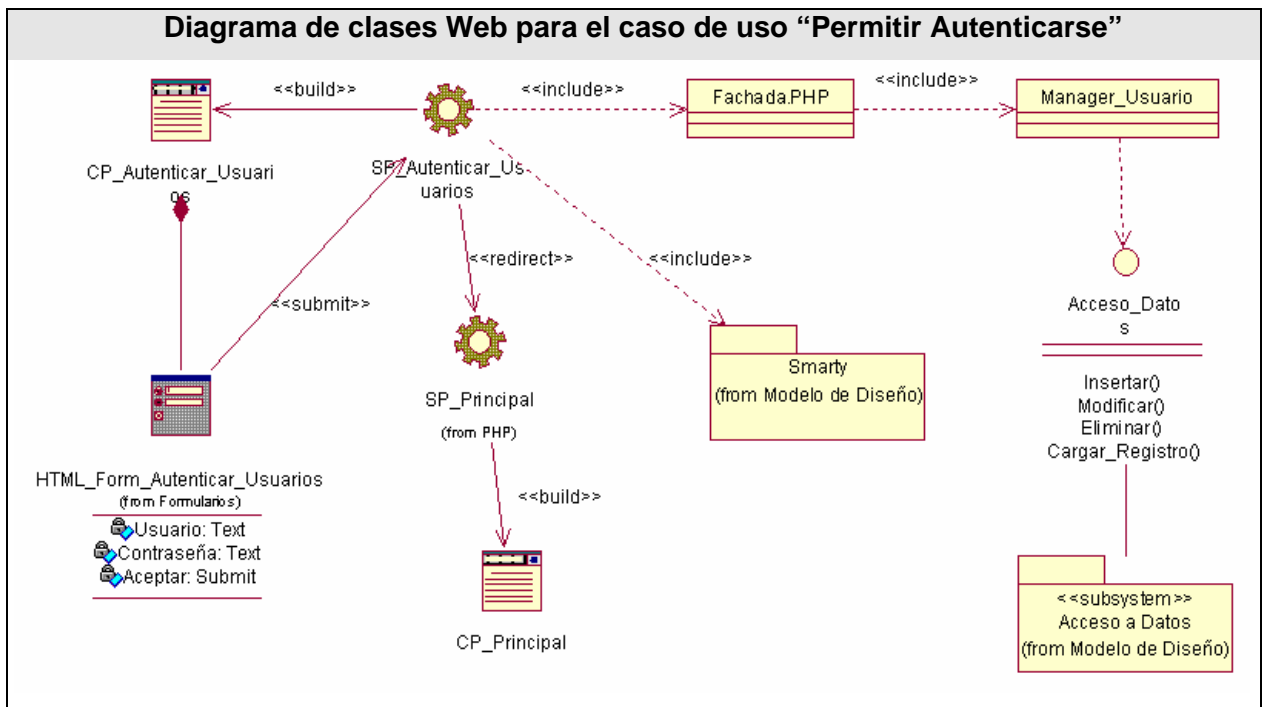 Diagrama de clases Web para el caso de uso “Permitir Autenticarse”
<<build>>
<<include>>
Fachada.PHP
<<include>>
Manager_Usuario
CP_Autenticar_Usuari
os
SP_Autenticar_Us
uarios
<<redirect>>
<<include>>
<<submit>>
Acceso_Dato
s
Insertar()
Modificar()
Eliminar()
Cargar_Registro()
Smarty
(from Modelo de Diseño)
SP_Principal
(from PHP)
HTML_Form_Autenticar_Usuarios
(from Formularios)
Usuario: Text
Contraseña: Text
Aceptar: Submit
<<build>>
CP_Principal
<<subsystem>>
Acceso a Datos
(from Modelo de Diseño)